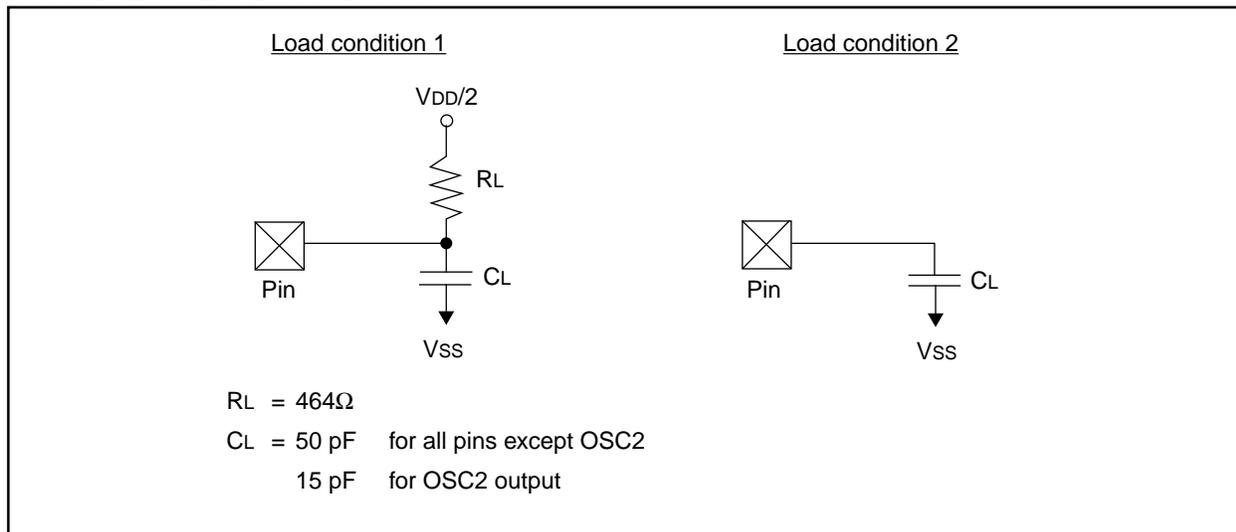 Load condition 1
Load condition 2
VDD/2
RL
Pin
CL
VSS
Pin
CL
VSS
RL = 464Ω
CL = 50 pF for all pins except OSC2
15 pF for OSC2 output